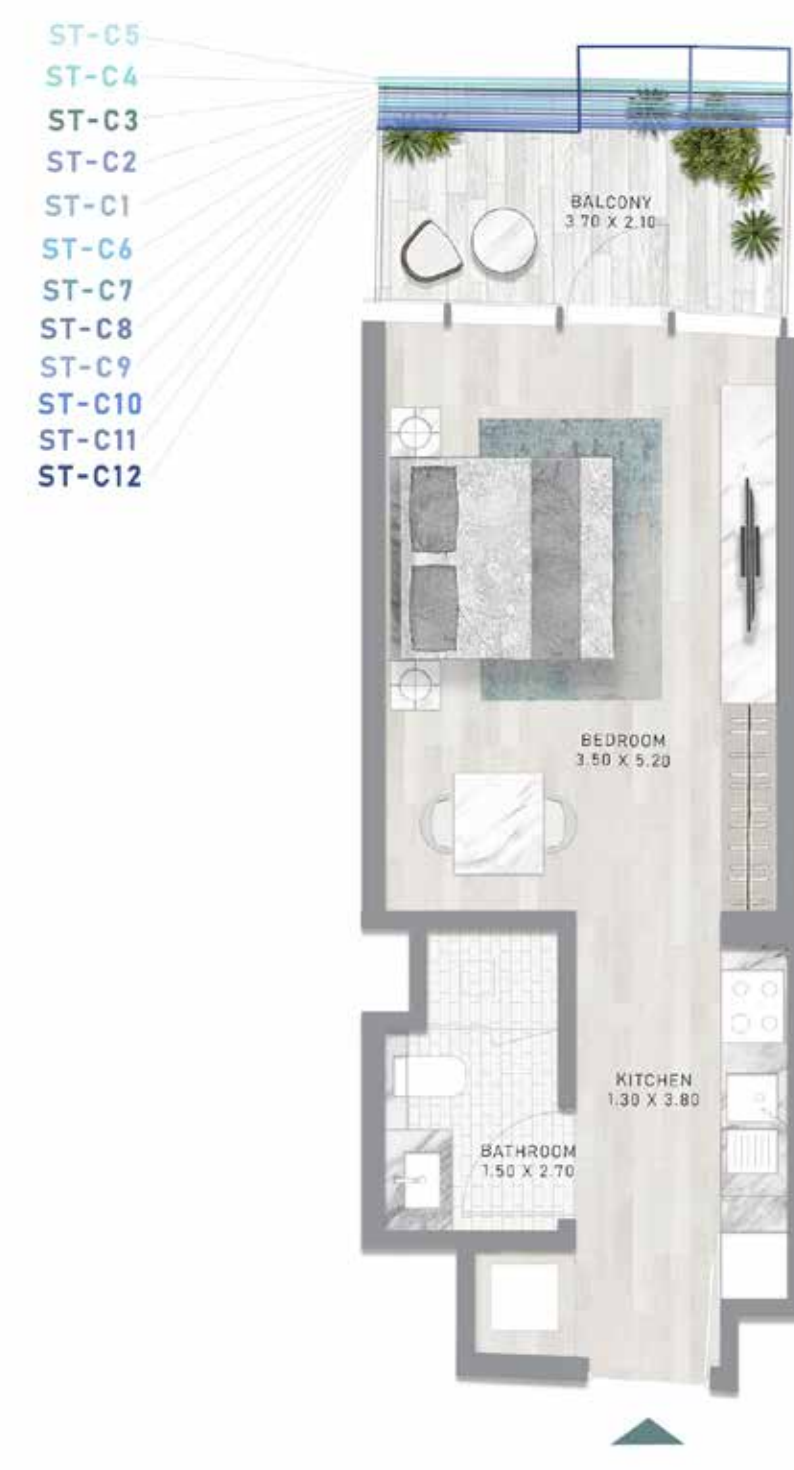 ST-C5
ST-C4
ST-C3
ST-C2
ST-C1
ST-C6
ST-C7
ST-C8
ST-C9
ST-C10
ST-C11
ST-C12
BALCONY
3.70 X 2.10
BEDROOM
3.50 X 5.20
KITCHEN
1.30 X 3.80
BATHROOM
1.50 X 2.70